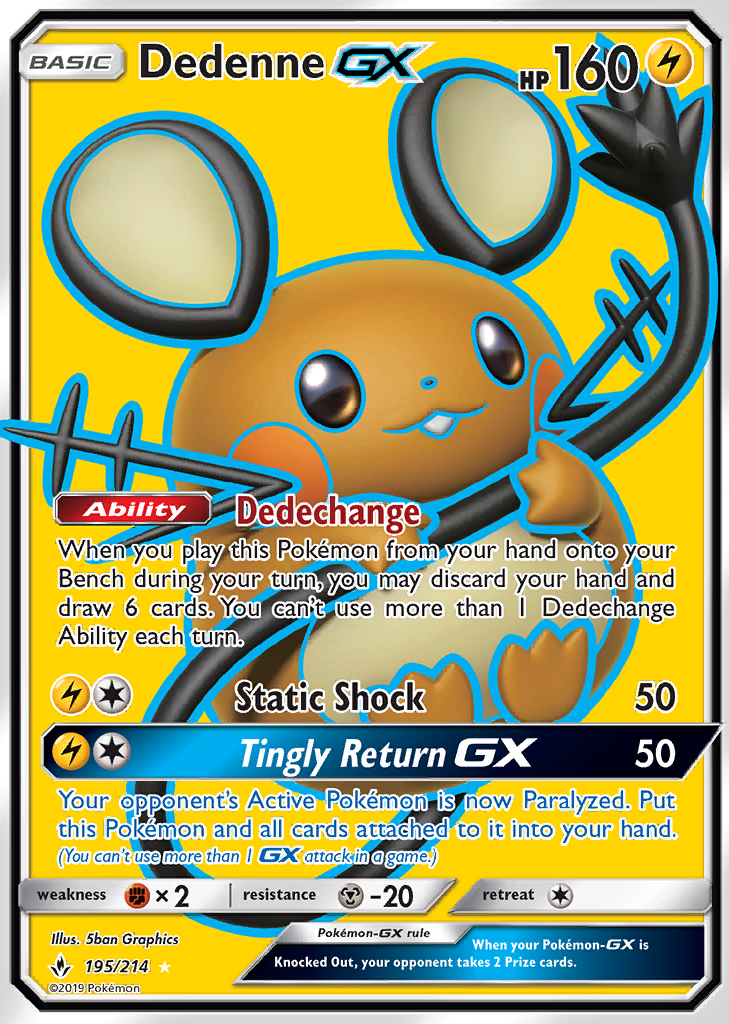 BASIC Dedenne GX HP 160
Ability Dedechange
When you play this Pokémon from your hand onto your
Bench during your turn, you may discard your hand and
draw 6 cards. You can't use more than 1 Dedechange
Ability each turn.
Static Shock 50
Tingly Return GX 50
Your opponent's Active Pokémon is now Paralyzed. Put
this Pokémon and all cards attached to it into your hand.
(You can't use more than 1 GX attack in a game.)
weakness ×2 resistance -20 retreat
Illus. 5ban Graphics
195/214
©2019 Pokémon
Pokémon-GX rule
When your Pokémon-GX is
Knocked Out, your opponent takes 2 Prize cards.